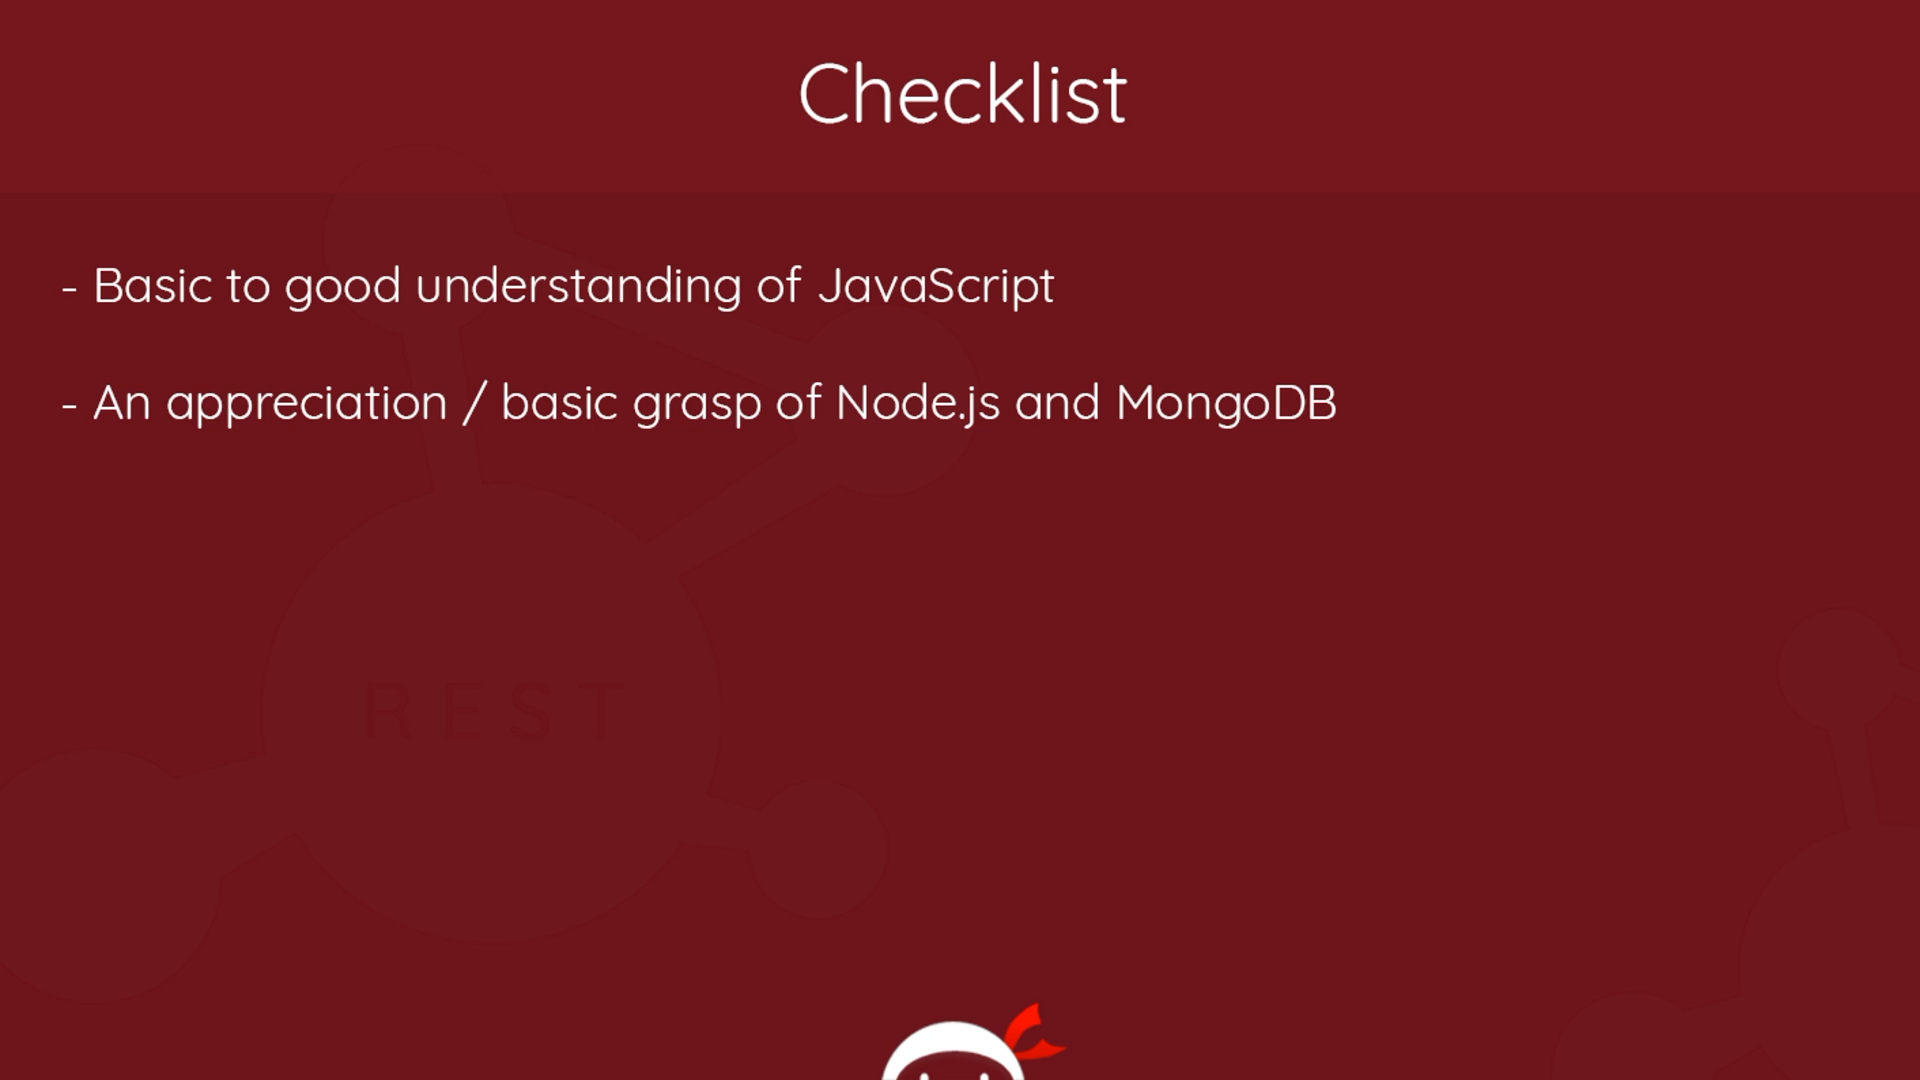 Checklist
- Basic to good understanding of JavaScript
- An appreciation / basic grasp of Node.js and MongoDB
REST